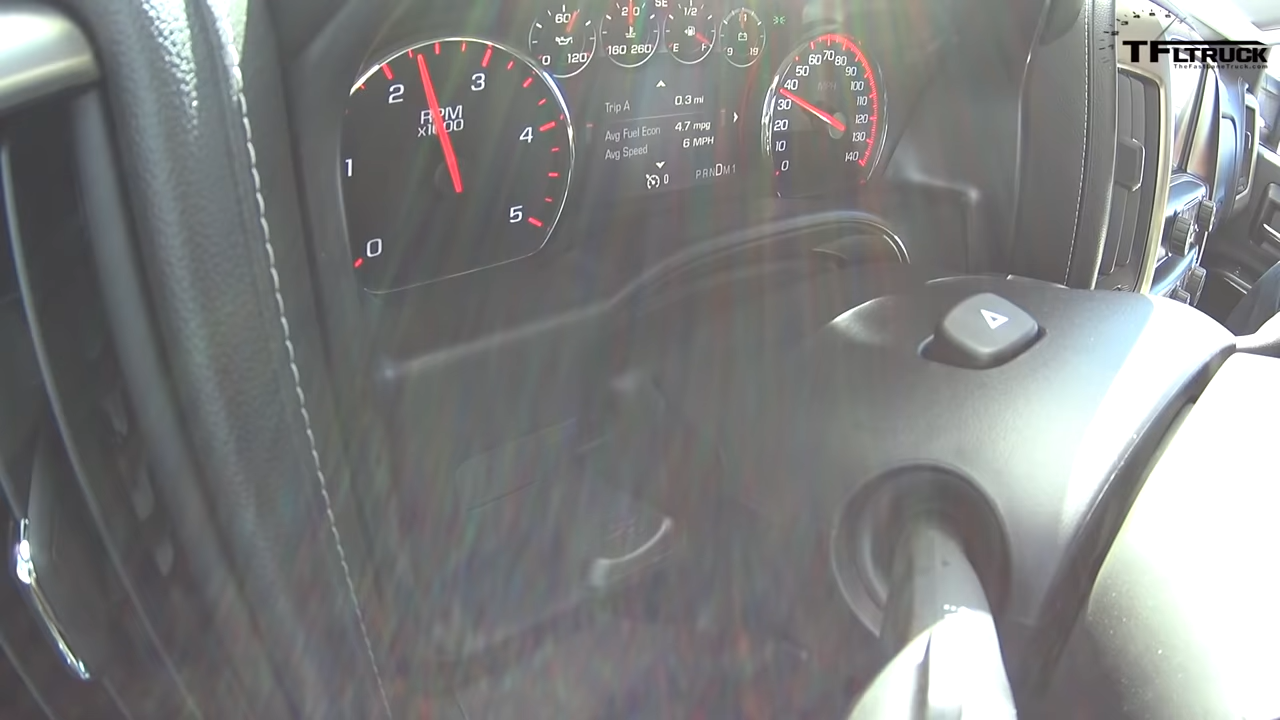 TFLTRUCK
TheFastLaneTruck.com
0 1 2 3 4 5
RPM
x1000
60
0 120
210
160 260
1/2
E F
9 19
Trip A 0.3 mi
Avg Fuel Econ 4.7 mpg
Avg Speed 6 MPH
0
PRNDM1
MPH
0 10 20 30 40 50 60 70 80 90 100 110 120 130 140